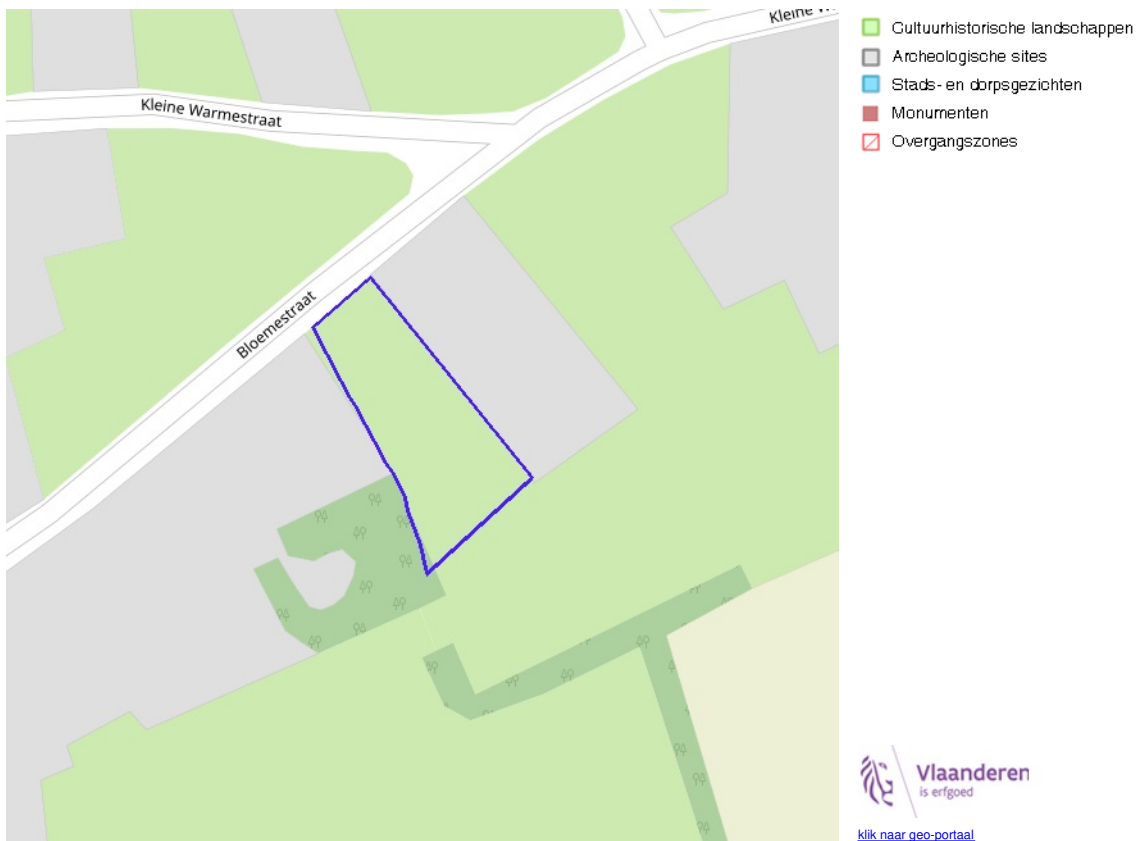 Kleine Warmestraat
Bloemestraat
Cultuurhistorische landschappen
Archeologische sites
Stads- en dorpsgezichten
Monumenten
Overgangszones
Vlaanderen
is erfgoed
klik naar geo-portaal
Kleine